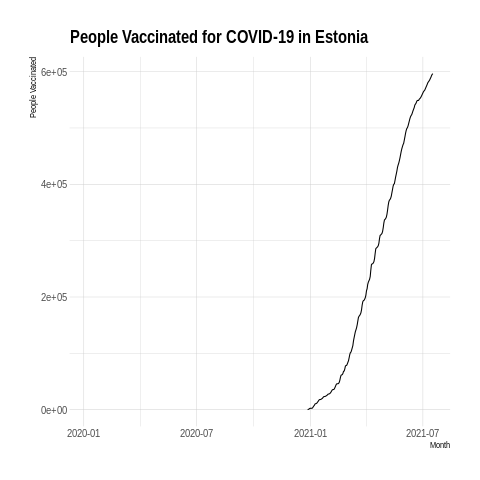 People Vaccinated for COVID-19 in Estonia
People Vaccinated
6e+05
4e+05
2e+05
0e+00
2020-01 2020-07 2021-01 2021-07
Month